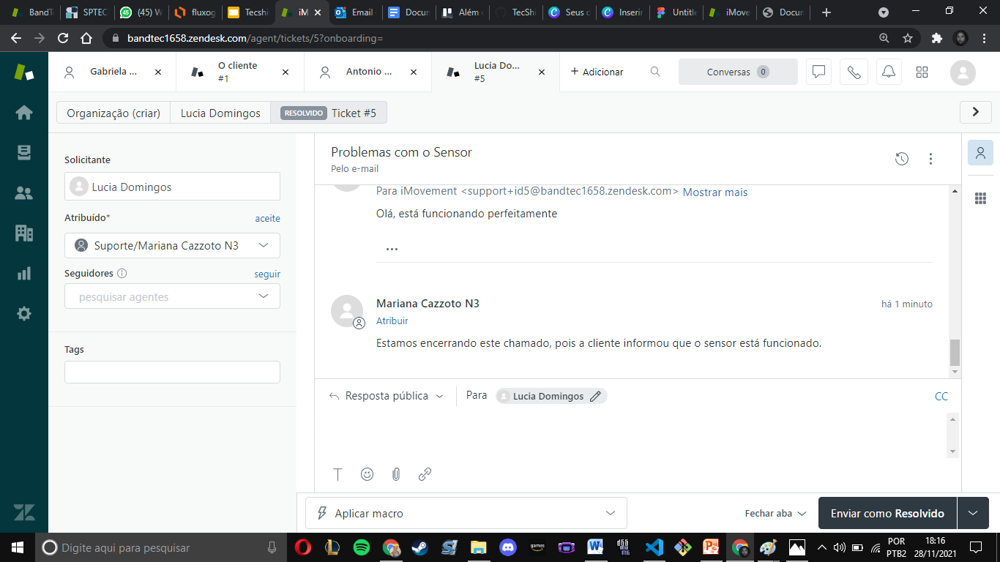 BandT
SPTEC
(45) W
fluxog
Tecshi
iM
Email
Docum
Além d
TecShi
Seus d
Inserir
Untitle
iMove
Docum
bandtec1658.zendesk.com/agent/tickets/5?onboarding=
Gabriela ...
O cliente
#1
Antonio ...
Lucia Do...
#5
+ Adicionar
Conversas 0
Organização (criar)
Lucia Domingos
RESOLVIDO Ticket #5
Solicitante
Lucia Domingos
Atribuído*
aceite
Suporte/Mariana Cazzoto N3
Seguidores
seguir
pesquisar agentes
Tags
Problemas com o Sensor
Pelo e-mail
Para iMovement <support+id5@bandtec1658.zendesk.com> Mostrar mais
Olá, está funcionando perfeitamente
Mariana Cazzoto N3
há 1 minuto
Atribuir
Estamos encerrando este chamado, pois a cliente informou que o sensor está funcionado.
Resposta pública
Para
Lucia Domingos
CC
Aplicar macro
Fechar aba
Enviar como Resolvido
Digite aqui para pesquisar
games
POR
PTB2
18:16
28/11/2021